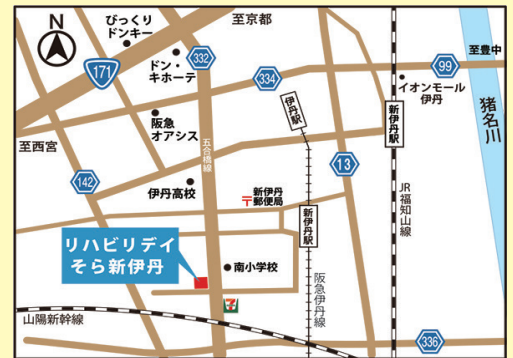 N
びっくり
ドンキー
至京都
ドン・
キホーテ
332
171
334
至豊中
99
イオンモール
伊丹
伊丹駅
新伊丹駅
猪名川
阪急
オアシス
五合橋線
至西宮
142
13
伊丹高校
新伊丹
郵便局
新伊丹駅
JR福知山線
リハビリデイ
そら新伊丹
南小学校
阪急伊丹線
7
山陽新幹線
336